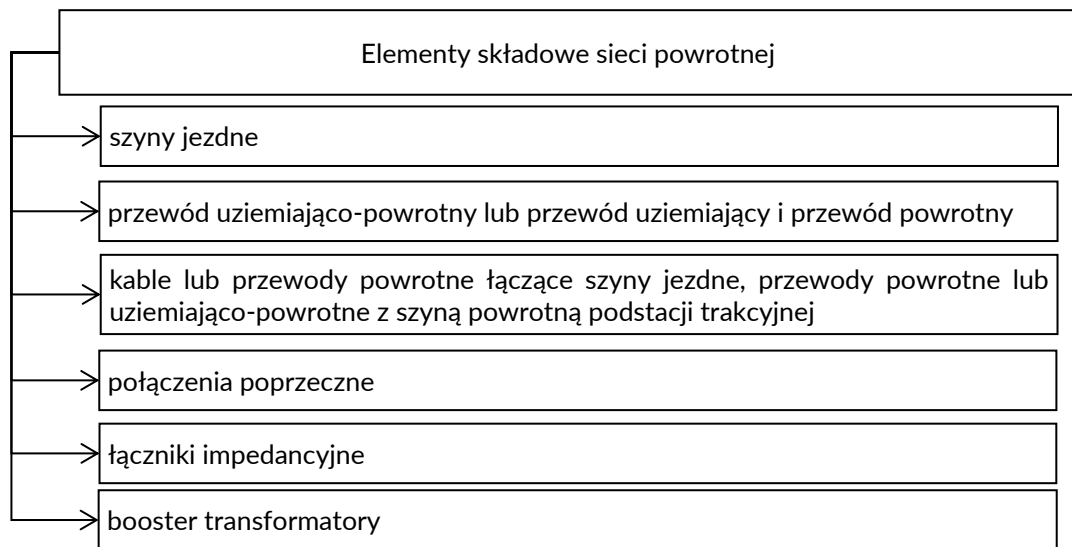 Elementy składowe sieci powrotnej
szyny jezdne
przewód uziemiająco-powrotny lub przewód uziemiający i przewód powrotny
kable lub przewody powrotne łączące szyny jezdne, przewody powrotne lub
uziemiająco-powrotne z szyną powrotną podstacji trakcyjnej
połączenia poprzeczne
łączniki impedancyjne
booster transformatory